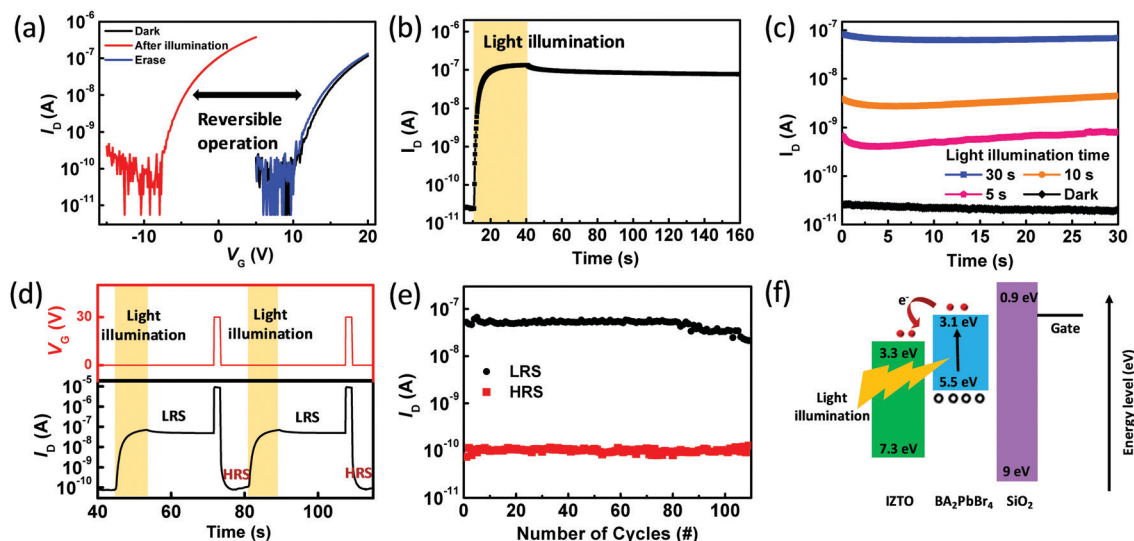 (a)
Dark
After illumination
Erase
Reversible
operation
I_D (A)
10⁻⁶
10⁻⁷
10⁻⁸
10⁻⁹
10⁻¹⁰
10⁻¹¹
-10 0 10 20
V_G (V)
(b)
Light illumination
I_D (A)
10⁻⁶
10⁻⁷
10⁻⁸
10⁻⁹
10⁻¹⁰
10⁻¹¹
20 40 60 80 100 120 140 160
Time (s)
(c)
I_D (A)
10⁻⁷
10⁻⁸
10⁻⁹
10⁻¹⁰
10⁻¹¹
Light illumination time
30 s 10 s
5 s Dark
0 5 10 15 20 25 30
Time (s)
(d)
V_G (V)
30
0
Light Light
illumination illumination
I_D (A)
10⁻⁵
10⁻⁶
10⁻⁷
10⁻⁸
10⁻⁹
10⁻¹⁰
LRS LRS
HRS HRS
40 60 80 100
Time (s)
(e)
I_D (A)
10⁻⁶
10⁻⁷
10⁻⁸
10⁻⁹
10⁻¹⁰
10⁻¹¹
LRS
HRS
0 20 40 60 80 100
Number of Cycles (#)
(f)
e⁻
0.9 eV
3.1 eV
Gate
3.3 eV
5.5 eV
Light
illumination
7.3 eV
9 eV
IZTO BA₂PbBr₄ SiO₂
Energy level (eV)